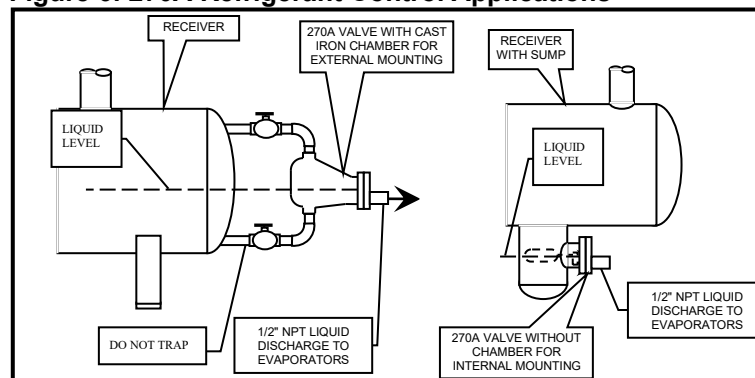 Figure 270A Refrigerant Control Applications
RECEIVER
270A VALVE WITH CAST
IRON CHAMBER FOR
EXTERNAL MOUNTING
RECEIVER
WITH SUMP
LIQUID
LEVEL
LIQUID
LEVEL
DO NOT TRAP
1/2" NPT LIQUID
DISCHARGE TO
EVAPORATORS
270A VALVE WITHOUT
CHAMBER FOR
INTERNAL MOUNTING
1/2" NPT LIQUID
DISCHARGE TO
EVAPORATORS